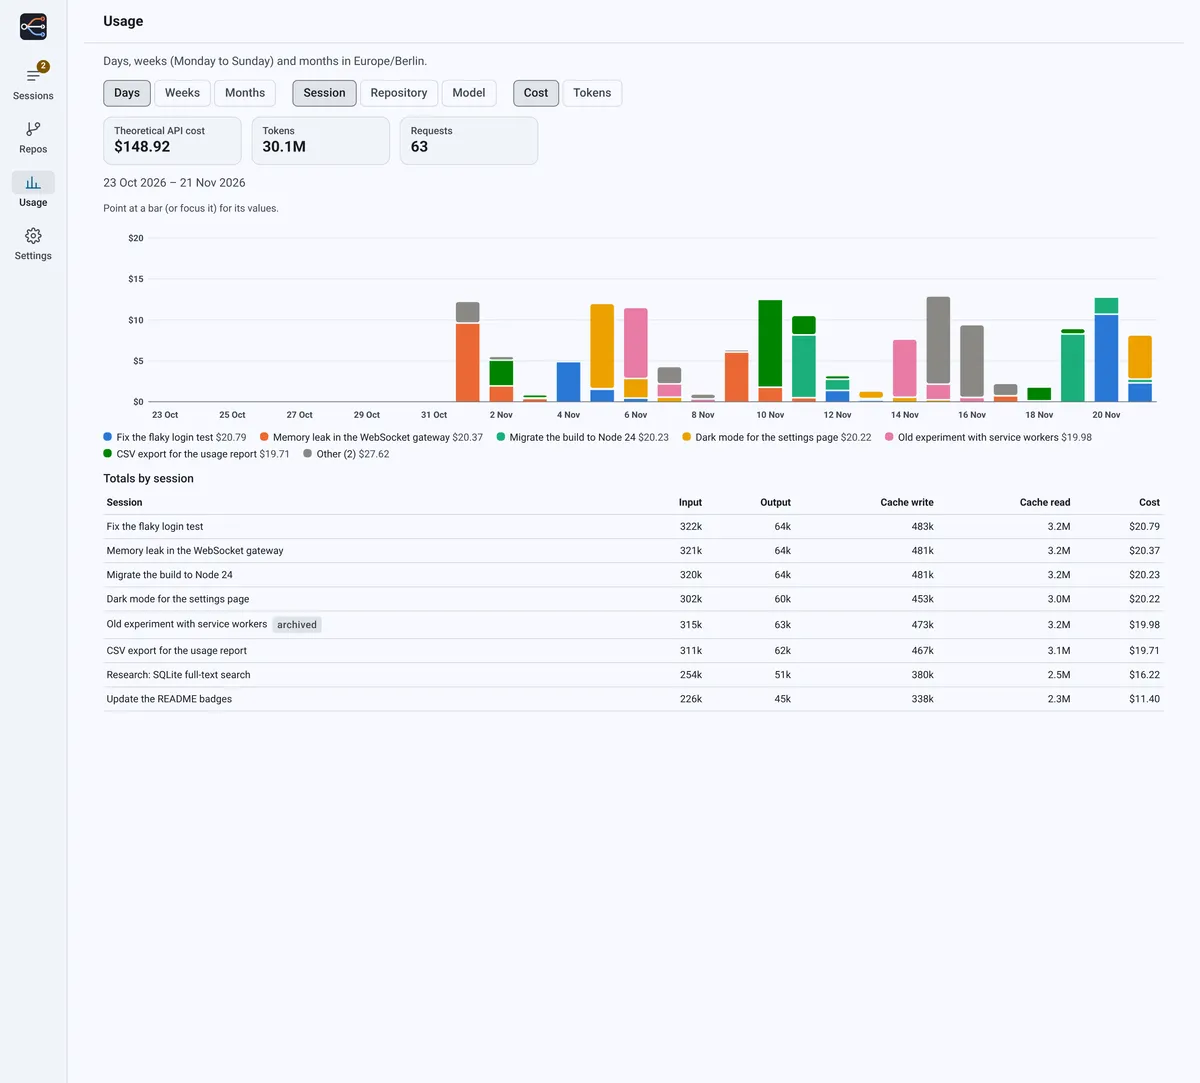 Usage
2
Sessions
Repos
Usage
Settings
Days, weeks (Monday to Sunday) and months in Europe/Berlin.
Days Weeks Months Session Repository Model Cost Tokens
Theoretical API cost
$148.92
Tokens
30.1M
Requests
63
23 Oct 2026 – 21 Nov 2026
Point at a bar (or focus it) for its values.
$20
$15
$10
$5
$0
23 Oct 25 Oct 27 Oct 29 Oct 31 Oct 2 Nov 4 Nov 6 Nov 8 Nov 10 Nov 12 Nov 14 Nov 16 Nov 18 Nov 20 Nov
Fix the flaky login test $20.79 Memory leak in the WebSocket gateway $20.37 Migrate the build to Node 24 $20.23 Dark mode for the settings page $20.22 Old experiment with service workers $19.98
CSV export for the usage report $19.71 Other (2) $27.62
Totals by session
Session Input Output Cache write Cache read Cost
Fix the flaky login test 322k 64k 483k 3.2M $20.79
Memory leak in the WebSocket gateway 321k 64k 481k 3.2M $20.37
Migrate the build to Node 24 320k 64k 481k 3.2M $20.23
Dark mode for the settings page 302k 60k 453k 3.0M $20.22
Old experiment with service workers archived 315k 63k 473k 3.2M $19.98
CSV export for the usage report 311k 62k 467k 3.1M $19.71
Research: SQLite full-text search 254k 51k 380k 2.5M $16.22
Update the README badges 226k 45k 338k 2.3M $11.40